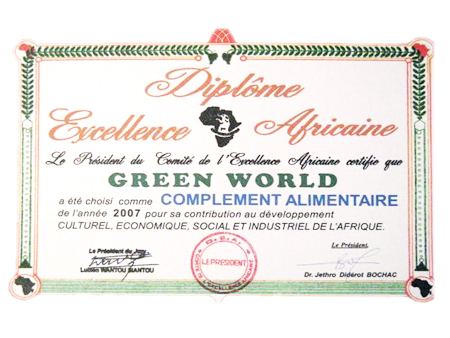 Diplôme
Excellence Africaine
Le Président du Comité de l'Excellence Africaine certifie que
GREEN WORLD
a été choisi comme COMPLEMENT ALIMENTAIRE
de l'année 2007 pour sa contribution au développement
CULTUREL, ECONOMIQUE, SOCIAL ET INDUSTRIEL DE L'AFRIQUE.
Le Président du Jury
Lucien WANTOU SIANTOU
LE PRESIDENT
Le Président
Dr. Jethro Didérot BOCHAC